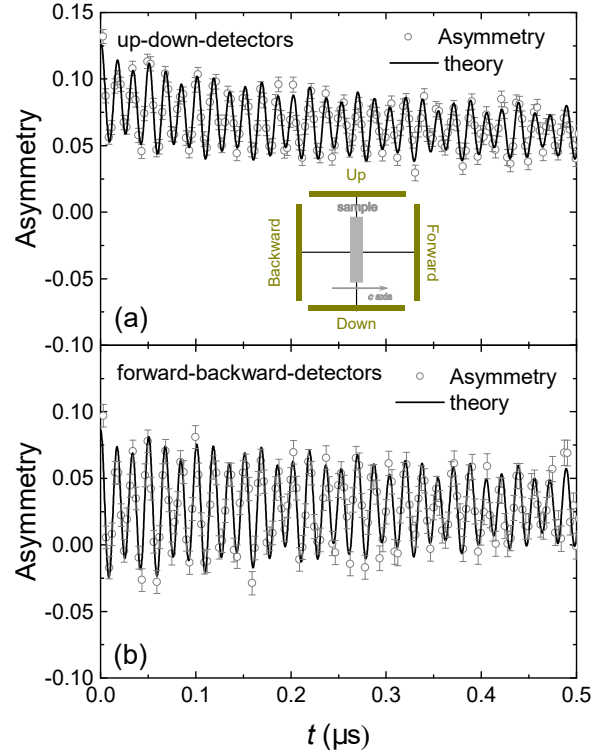 (a)
up-down-detectors
Asymmetry
theory
Asymmetry
0.15
0.10
0.05
0.00
-0.05
-0.10
Up
sample
Backward
Forward
c axis
Down
(b)
forward-backward-detectors
Asymmetry
theory
Asymmetry
0.10
0.05
0.00
-0.05
-0.10
0.0 0.1 0.2 0.3 0.4 0.5
t (μs)